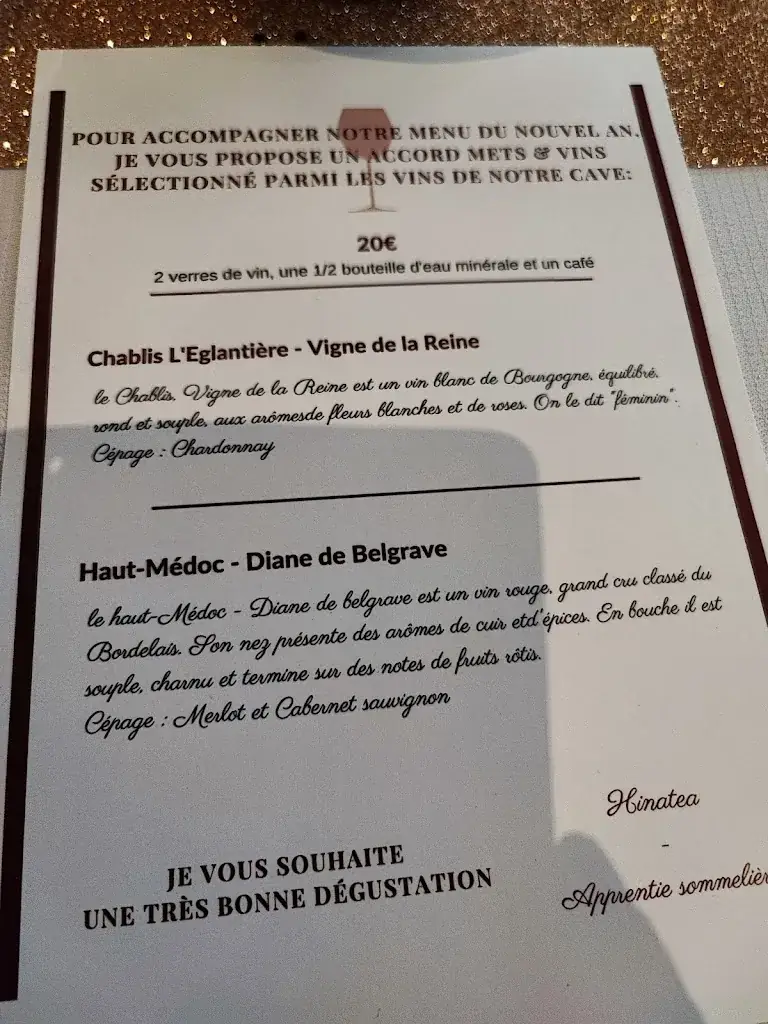 POUR ACCOMPAGNER NOTRE MENU DU NOUVEL AN,
JE VOUS PROPOSE UN ACCORD METS & VINS
SÉLECTIONNÉ PARMI LES VINS DE NOTRE CAVE:
20€
2 verres de vin, une 1/2 bouteille d'eau minérale et un café
Chablis L'Eglantière - Vigne de la Reine
le Chablis, Vigne de la Reine est un vin blanc de Bourgogne, équilibré,
rond et souple, aux arômesde fleurs blanches et de roses. On le dit "féminin".
Cépage : Chardonnay
Haut-Médoc - Diane de Belgrave
le haut-Médoc - Diane de belgrave est un vin rouge, grand cru classé du
Bordelais. Son nez présente des arômes de cuir etd'épices. En bouche il est
souple, charnu et termine sur des notes de fruits rôtis.
Cépage : Merlot et Cabernet sauvignon
Hinatea
-
Apprentie sommelièr
JE VOUS SOUHAITE
UNE TRÈS BONNE DÉGUSTATION